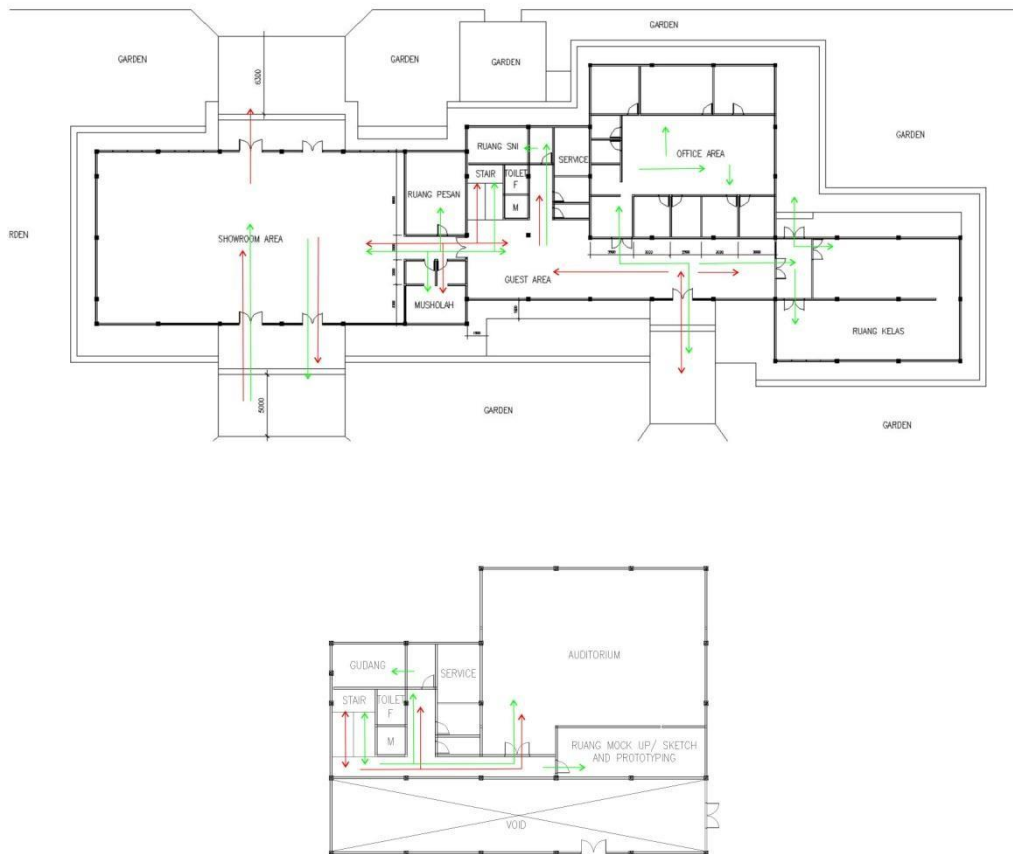 GARDEN
GARDEN
GARDEN
GARDEN
GARDEN
RDEN
6300
RUANG SNI
SERVICE
OFFICE AREA
STAIR
TOILET
F
M
RUANG PESAN
SHOWROOM AREA
GUEST AREA
MUSHOLAH
RUANG KELAS
5000
GARDEN
GARDEN
AUDITORIUM
GUDANG
SERVICE
STAIR
TOILET
F
M
RUANG MOCK UP/ SKETCH
AND PROTOTYPING
VOID